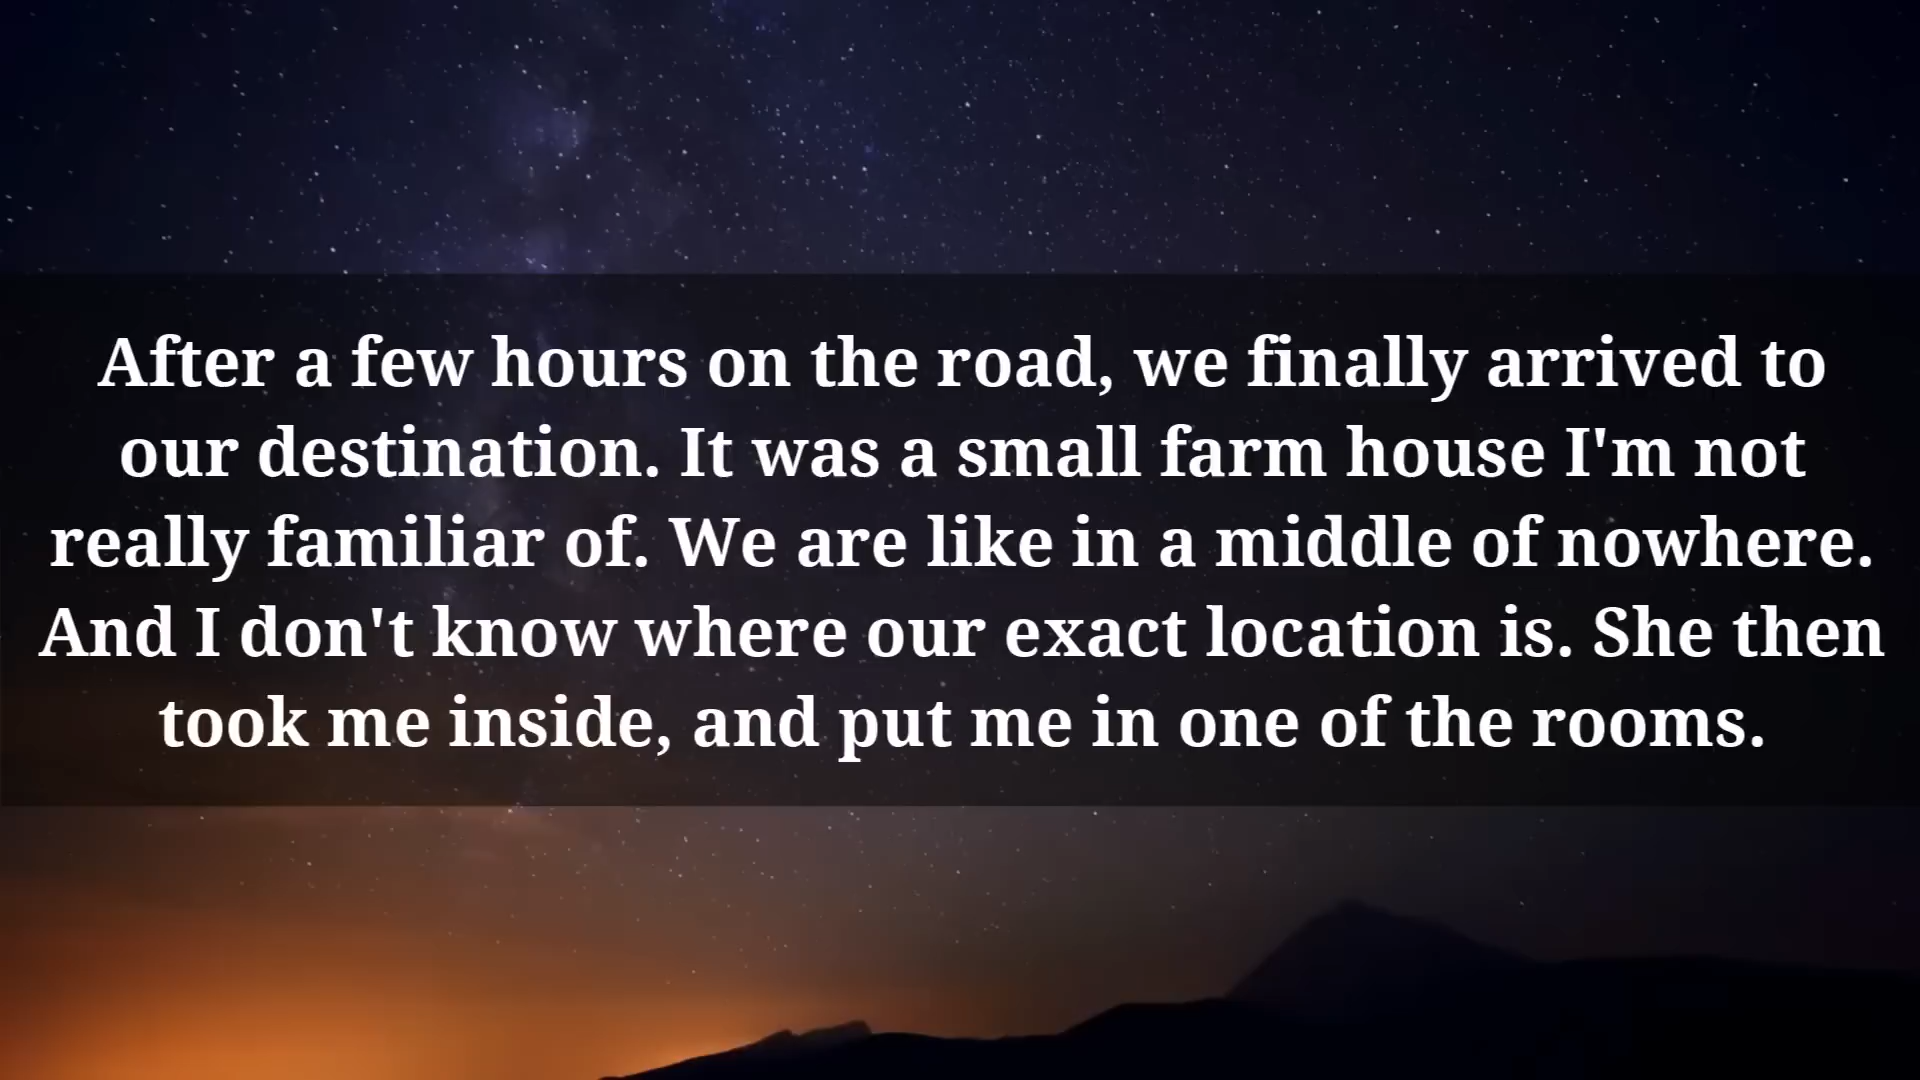 After a few hours on the road, we finally arrived to
our destination. It was a small farm house I'm not
really familiar of. We are like in a middle of nowhere.
And I don't know where our exact location is. She then
took me inside, and put me in one of the rooms.